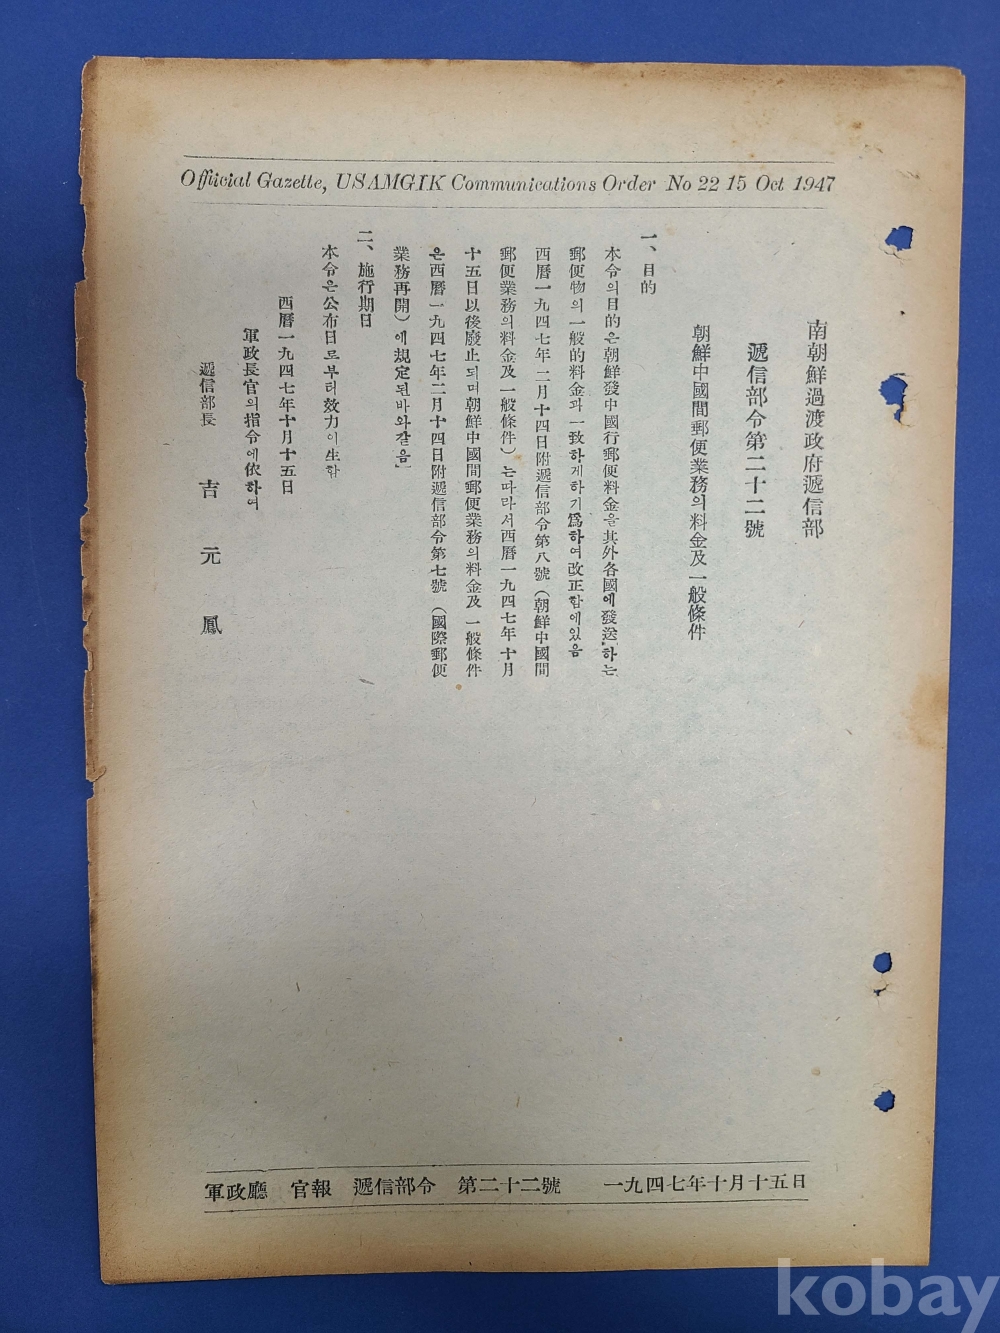 Offiicial Gazette, USAMGIK Communications Order No 22 15 Oct 1947
南朝鮮過渡政府遞信部
遞信部令第二十二號
朝鮮中國間郵便業務의料金及一般條件
一、目的
本令의目的은朝鮮發中國行郵便料金을其外各國에發送하는
郵便物의一般的料金과一致하게하기爲하여改正함에있음
西曆一九四七年二月十四日附遞信部令第八號(朝鮮中國間
郵便業務의料金及一般條件)는따라서西曆一九四七年十月
十五日以後廢止되며朝鮮中國間郵便業務의料金及一般條件
은西曆一九四七年二月十四日附遞信部令第七號(國際郵便
業務再開)에規定된바와갈음」
二、施行期日
本令은公布日로부터效力이生함
西曆一九四七年十月十五日
軍政長官의指令에依하여
遞信部長 吉元鳳
軍政廳 官報 遞信部令 第二十二號 一九四七年十月十五日
kobay